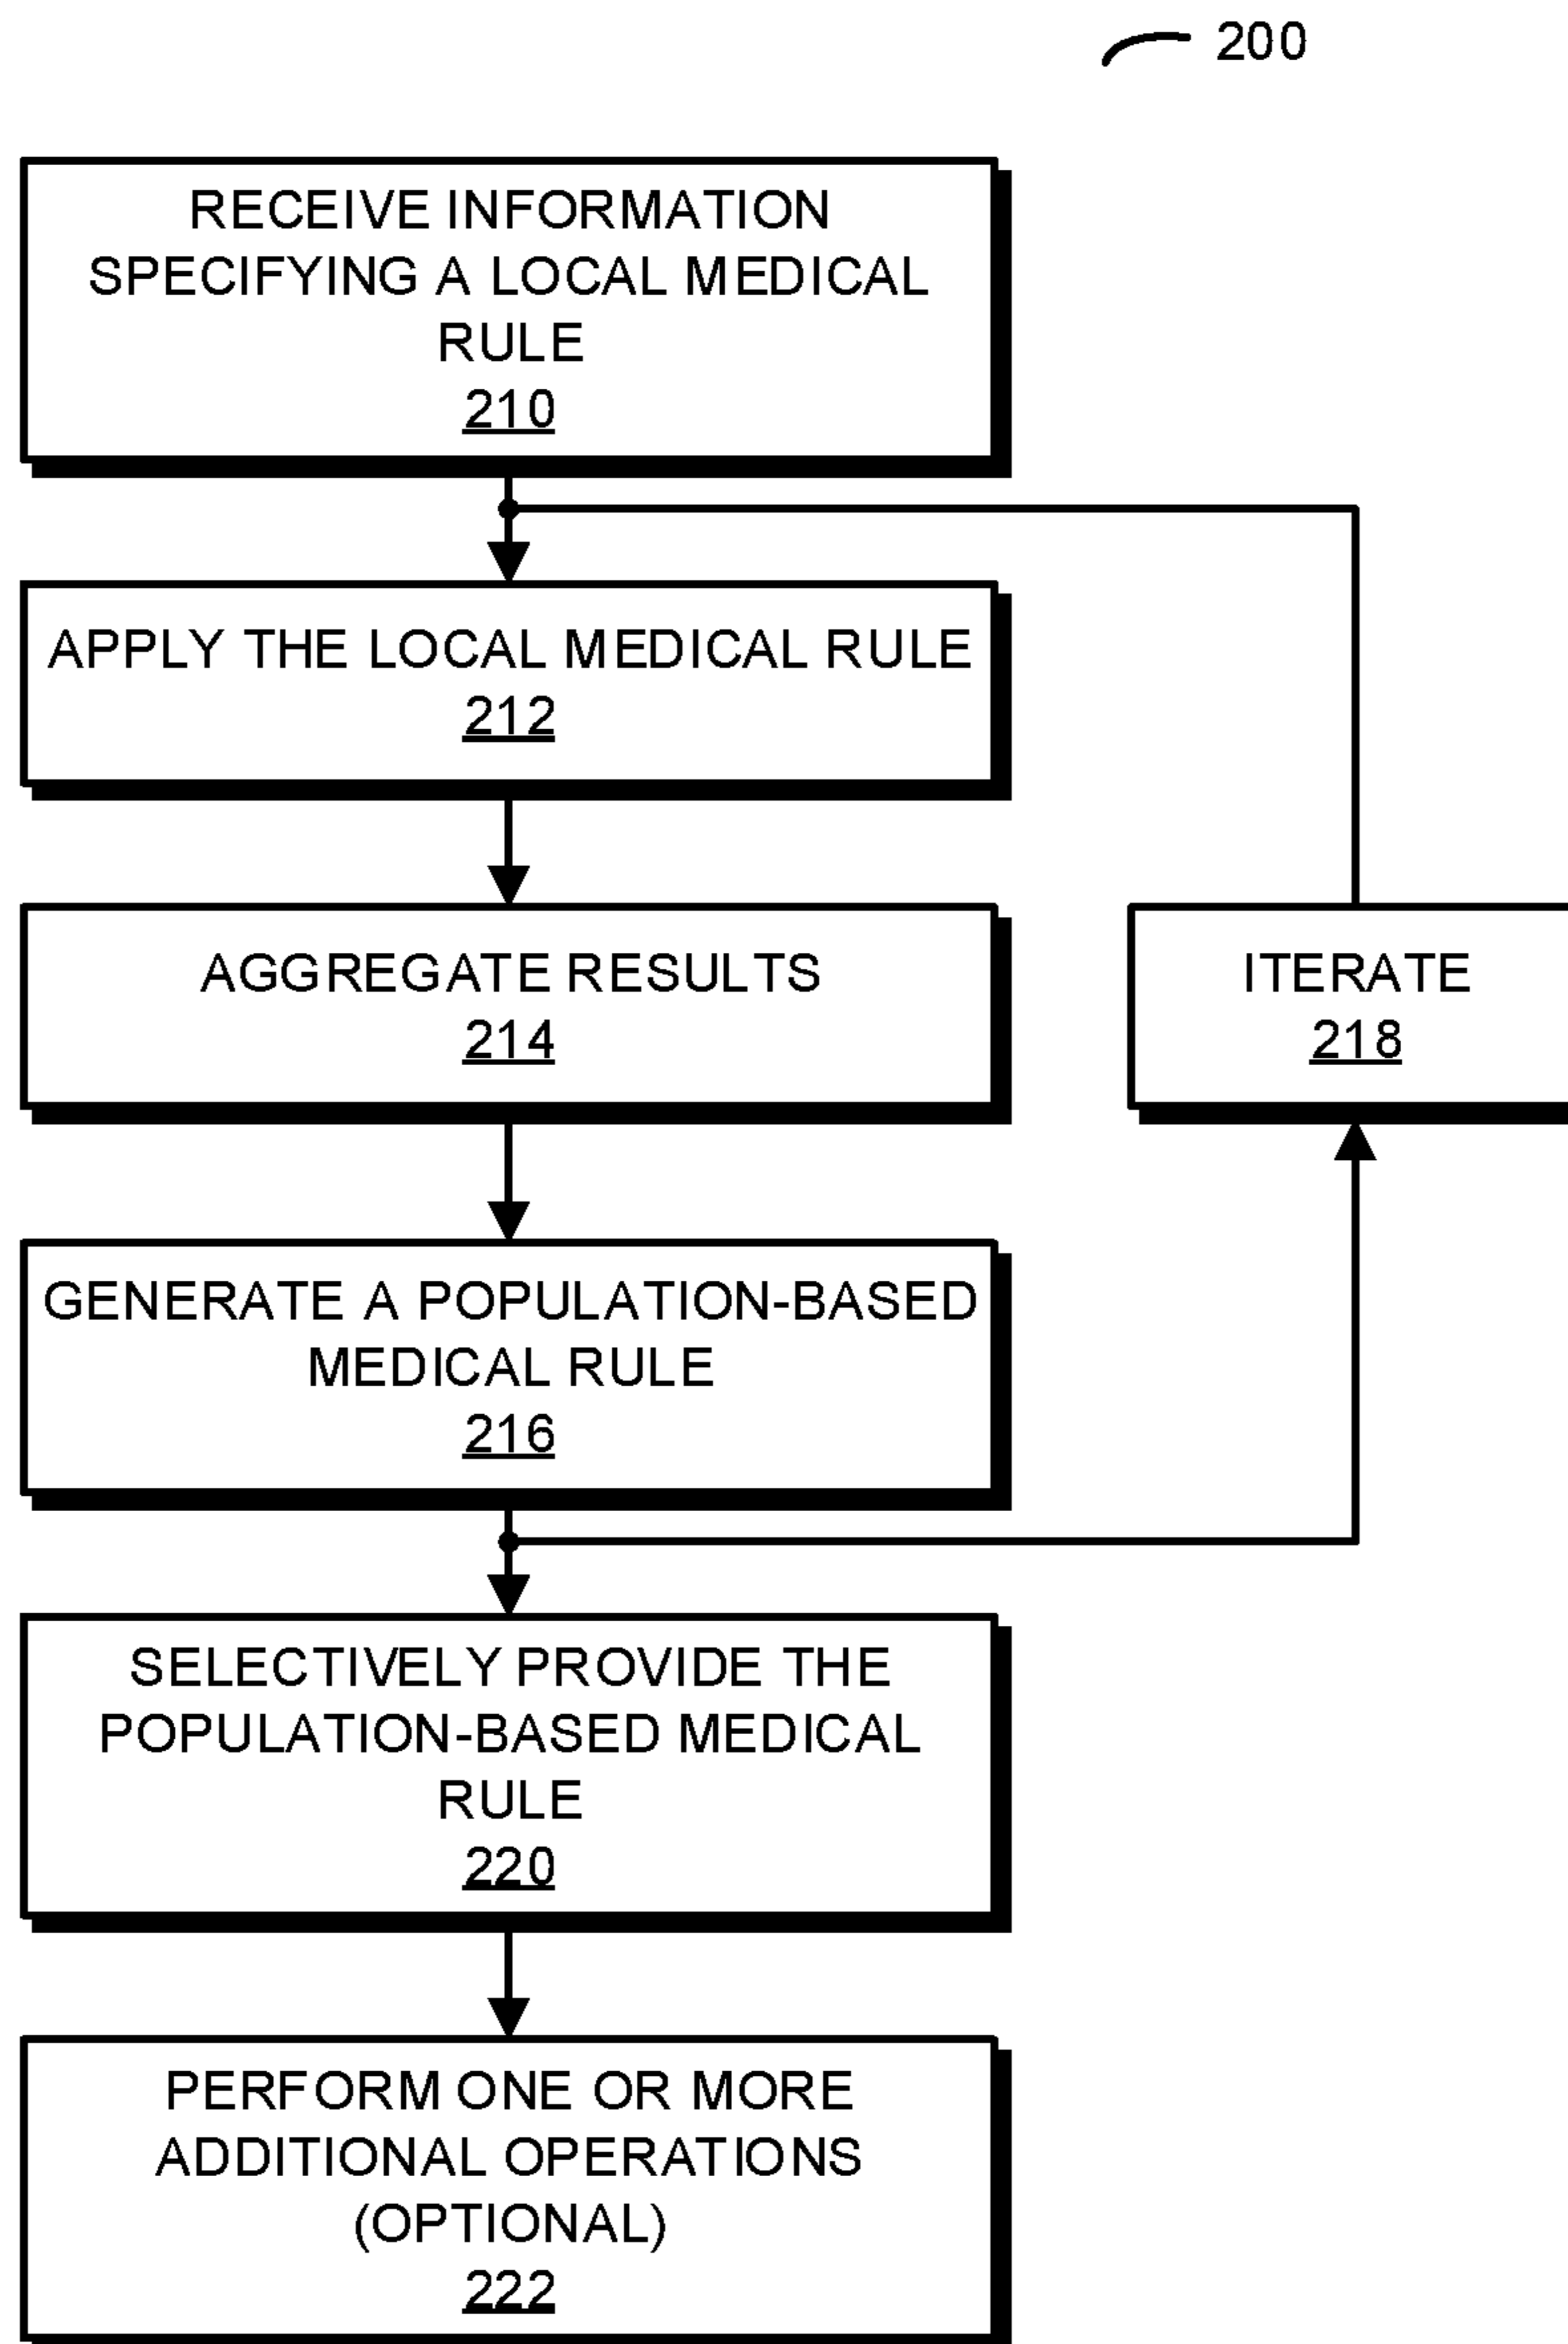 200
RECEIVE INFORMATION
SPECIFYING A LOCAL MEDICAL
RULE
210
APPLY THE LOCAL MEDICAL RULE
212
AGGREGATE RESULTS
214
ITERATE
218
GENERATE A POPULATION-BASED
MEDICAL RULE
216
SELECTIVELY PROVIDE THE
POPULATION-BASED MEDICAL
RULE
220
PERFORM ONE OR MORE
ADDITIONAL OPERATIONS
(OPTIONAL)
222